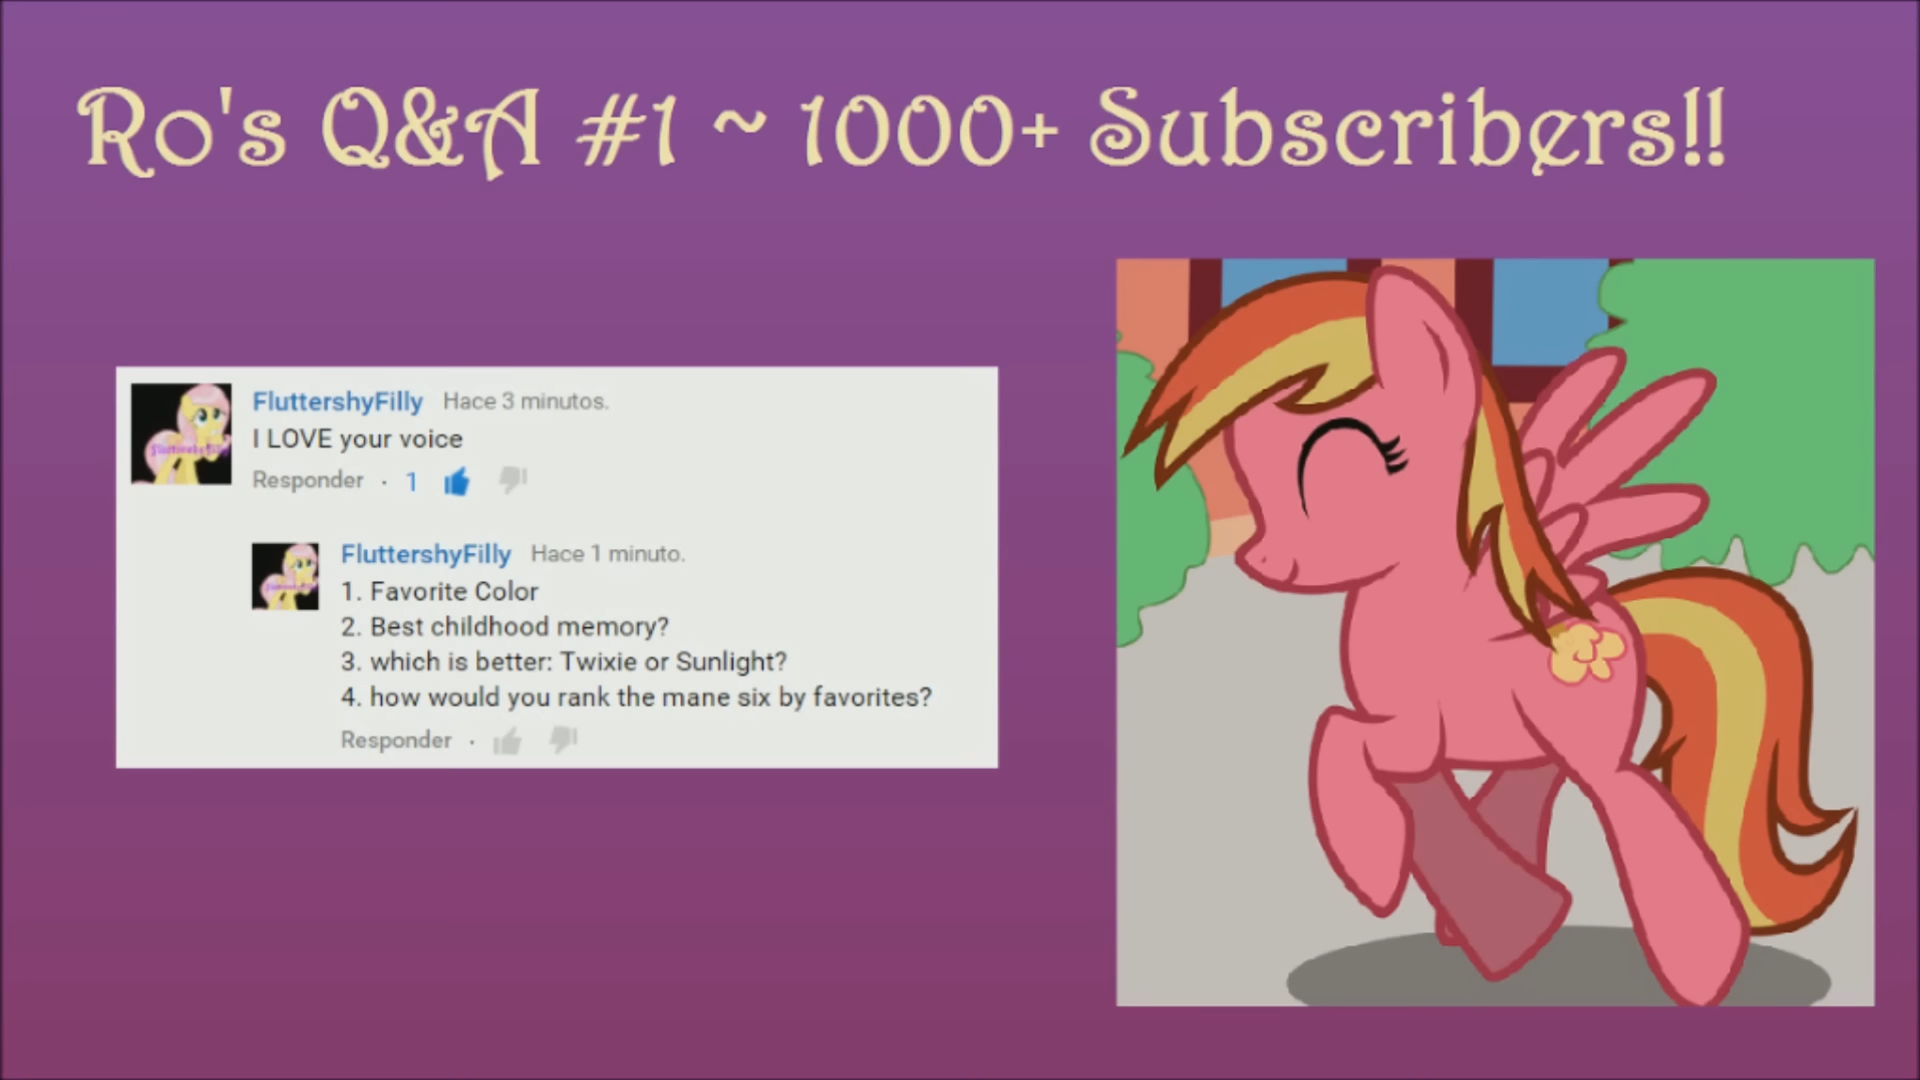 Ro's Q&A #1 ~ 1000+ Subscribers!!
FluttershyFilly Hace 3 minutos.
I LOVE your voice
Responder · 1
FluttershyFilly Hace 1 minuto.
1. Favorite Color
2. Best childhood memory?
3. which is better: Twixie or Sunlight?
4. how would you rank the mane six by favorites?
Responder ·